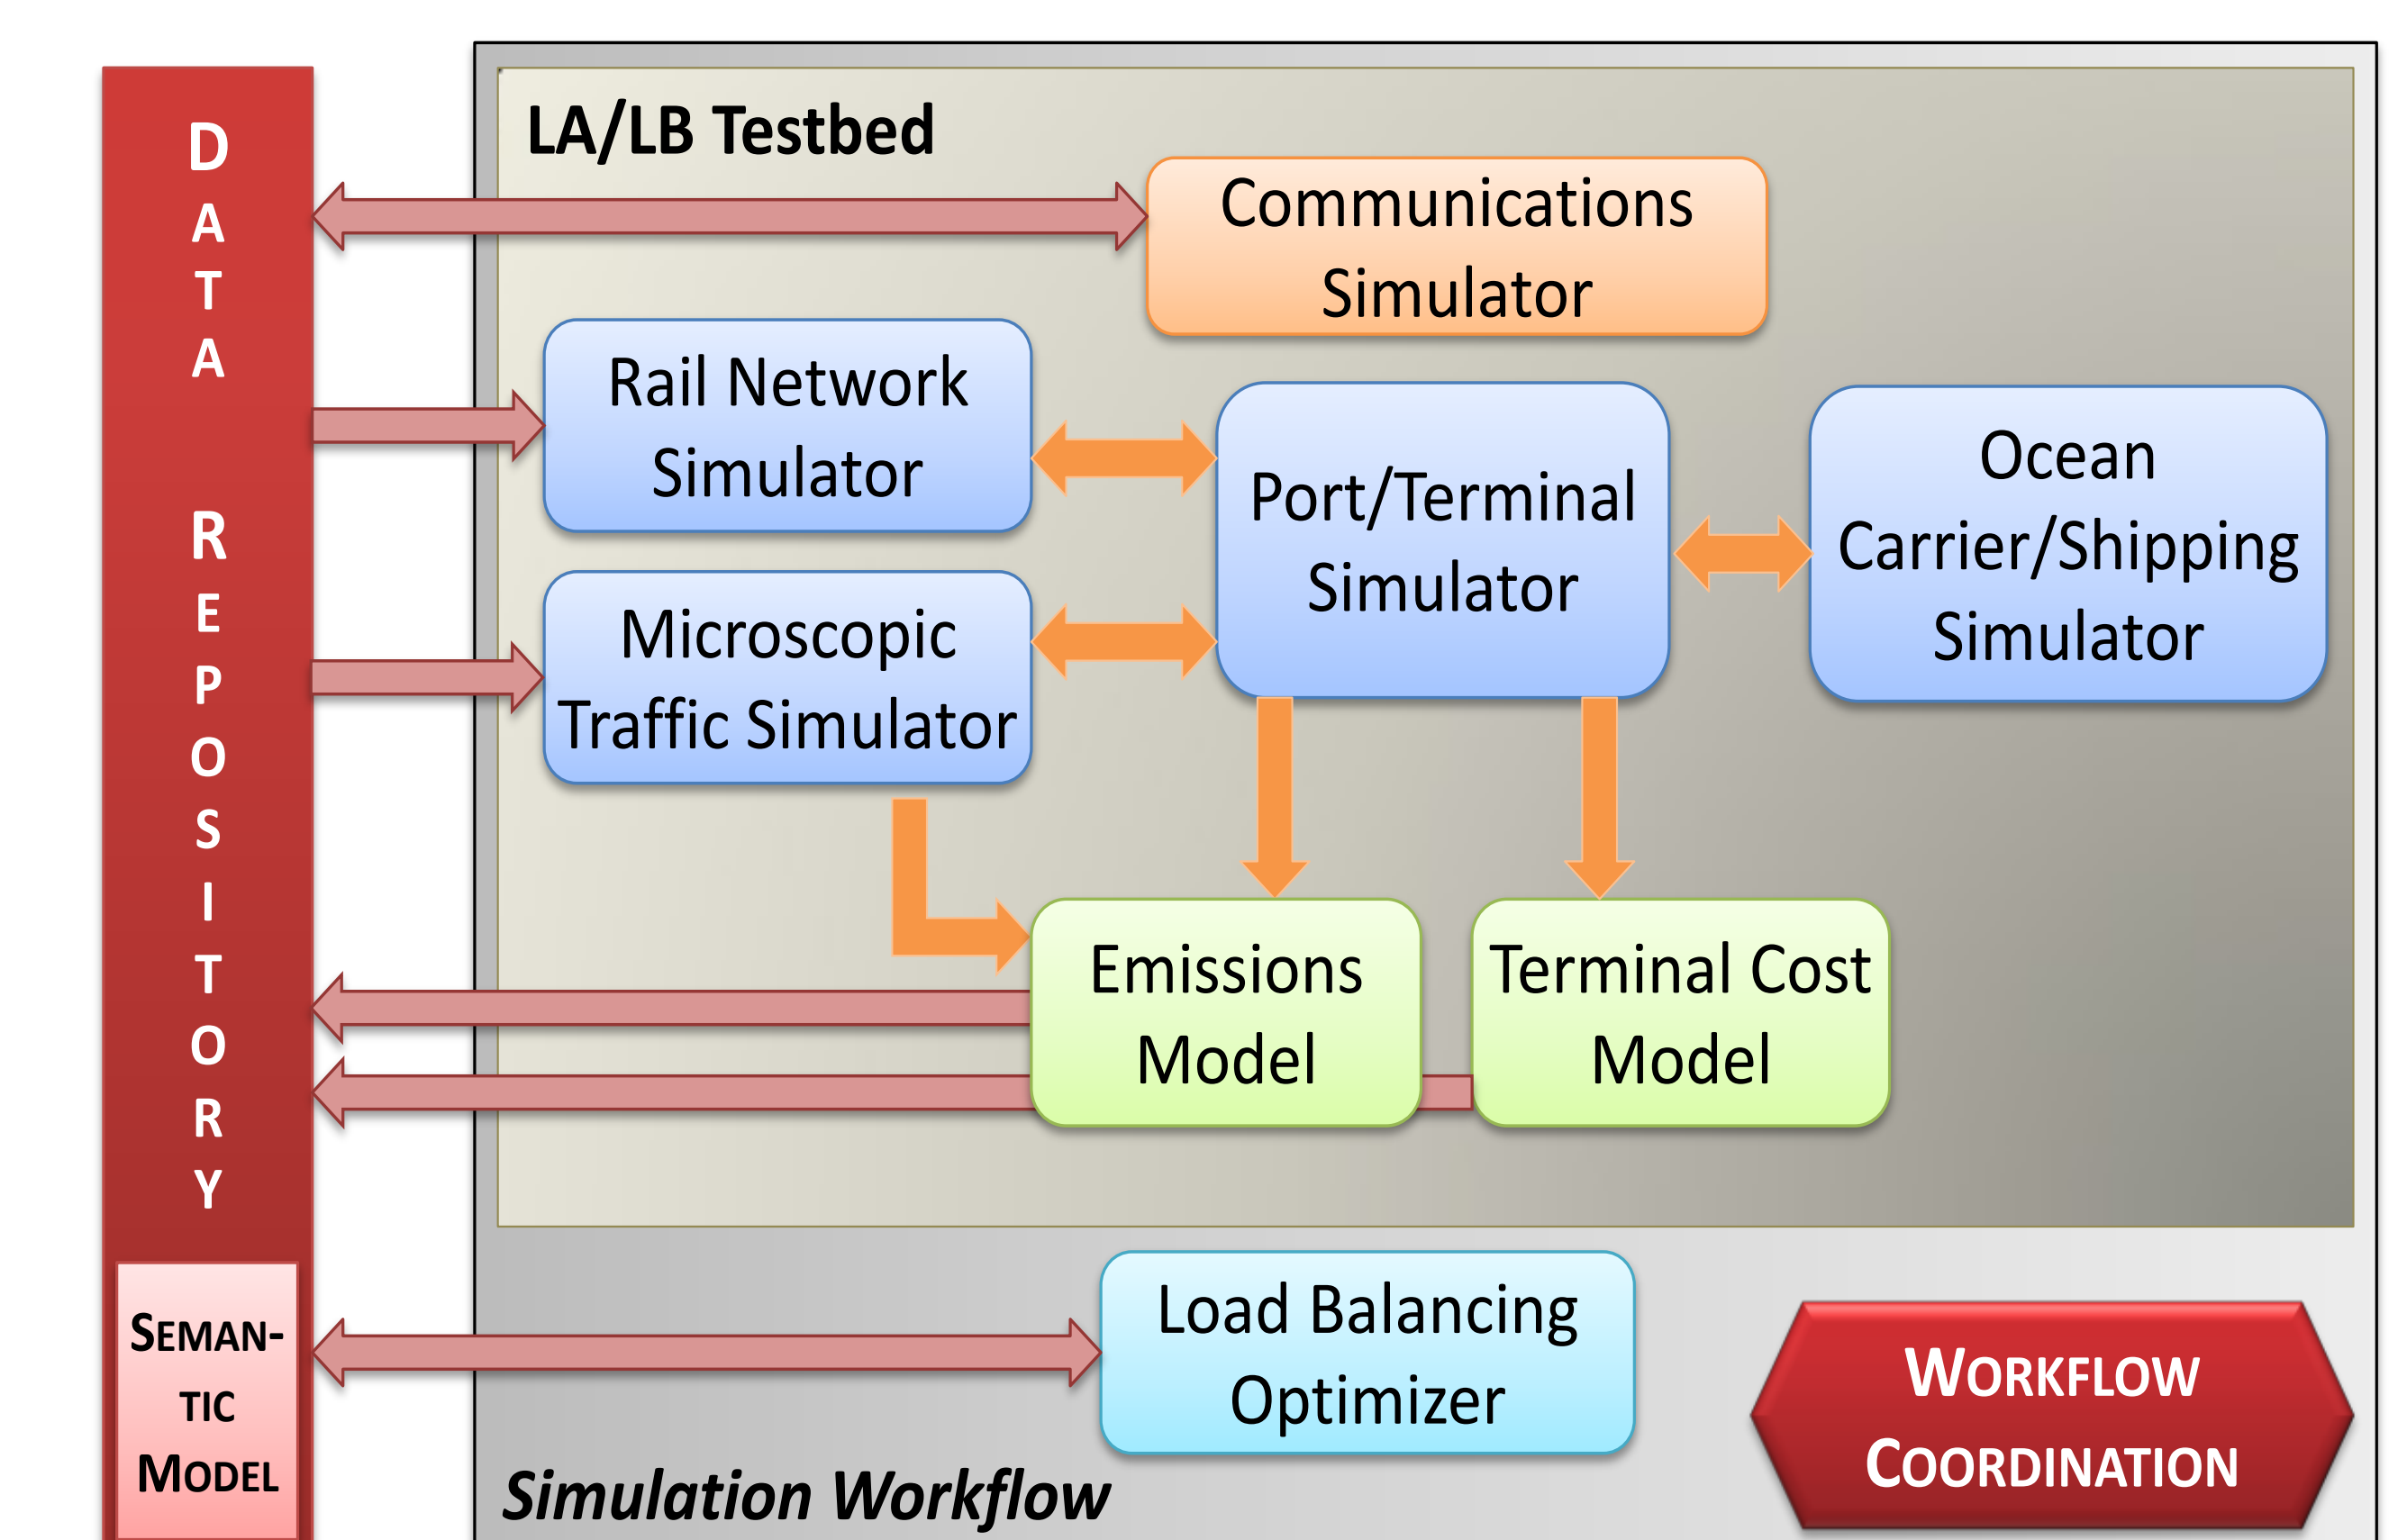 DATA REPOSITORY
SEMAN-
TIC
MODEL
LA/LB Testbed
Communications
Simulator
Rail Network
Simulator
Microscopic
Traffic Simulator
Port/Terminal
Simulator
Ocean
Carrier/Shipping
Simulator
Emissions
Model
Terminal Cost
Model
Load Balancing
Optimizer
Simulation Workflow
WORKFLOW
COORDINATION